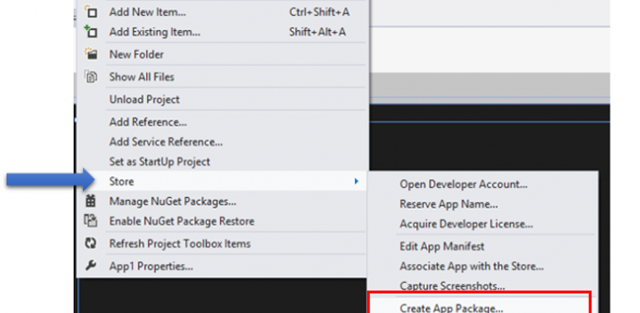 Add New Item... Ctrl+Shift+A
Add Existing Item... Shift+Alt+A
New Folder
Show All Files
Unload Project
Add Reference...
Add Service Reference...
Set as StartUp Project
Store
Manage NuGet Packages...
Enable NuGet Package Restore
Refresh Project Toolbox Items
App1 Properties...
Open Developer Account...
Reserve App Name...
Acquire Developer License...
Edit App Manifest
Associate App with the Store...
Capture Screenshots...
Create App Package...